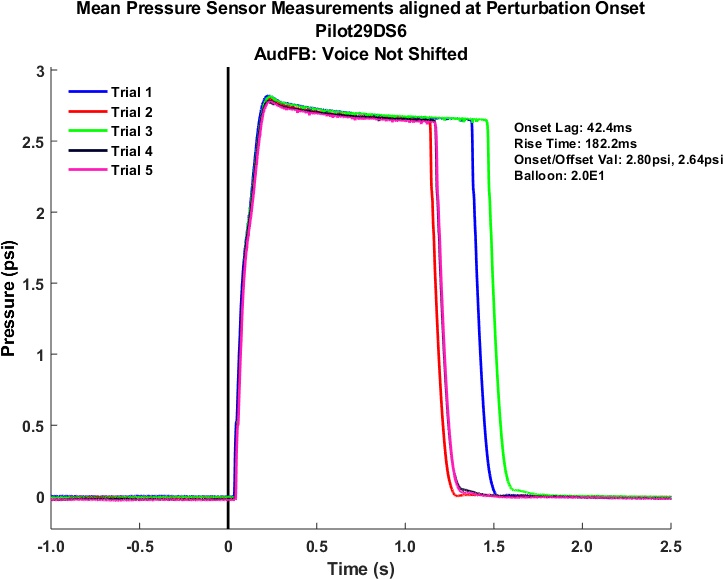 Mean Pressure Sensor Measurements aligned at Perturbation Onset
Pilot29DS6
AudFB: Voice Not Shifted
3
2.5
2
1.5
1
0.5
0
Pressure (psi)
Trial 1
Trial 2
Trial 3
Trial 4
Trial 5
Onset Lag: 42.4ms
Rise Time: 182.2ms
Onset/Offset Val: 2.80psi, 2.64psi
Balloon: 2.0E1
-1.0
-0.5
0
0.5
1.0
1.5
2.0
2.5
Time (s)